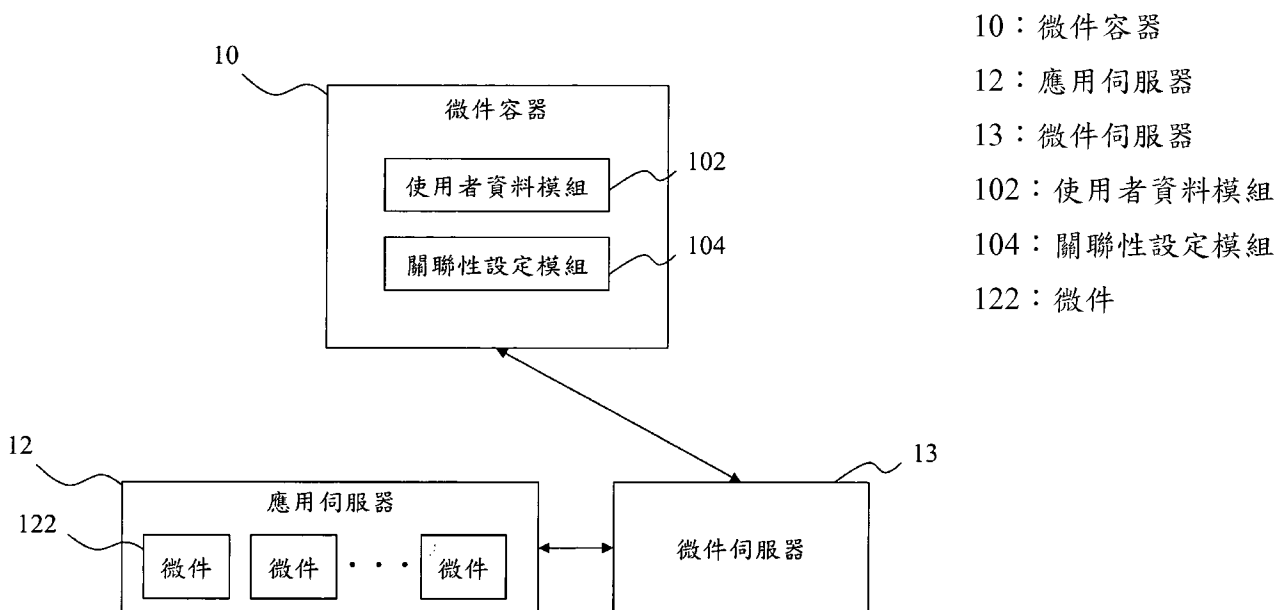 10
微件容器
使用者資料模組
102
關聯性設定模組
104
12
應用伺服器
122
微件
微件
・・・
微件
13
微件伺服器
10：微件容器
12：應用伺服器
13：微件伺服器
102：使用者資料模組
104：關聯性設定模組
122：微件